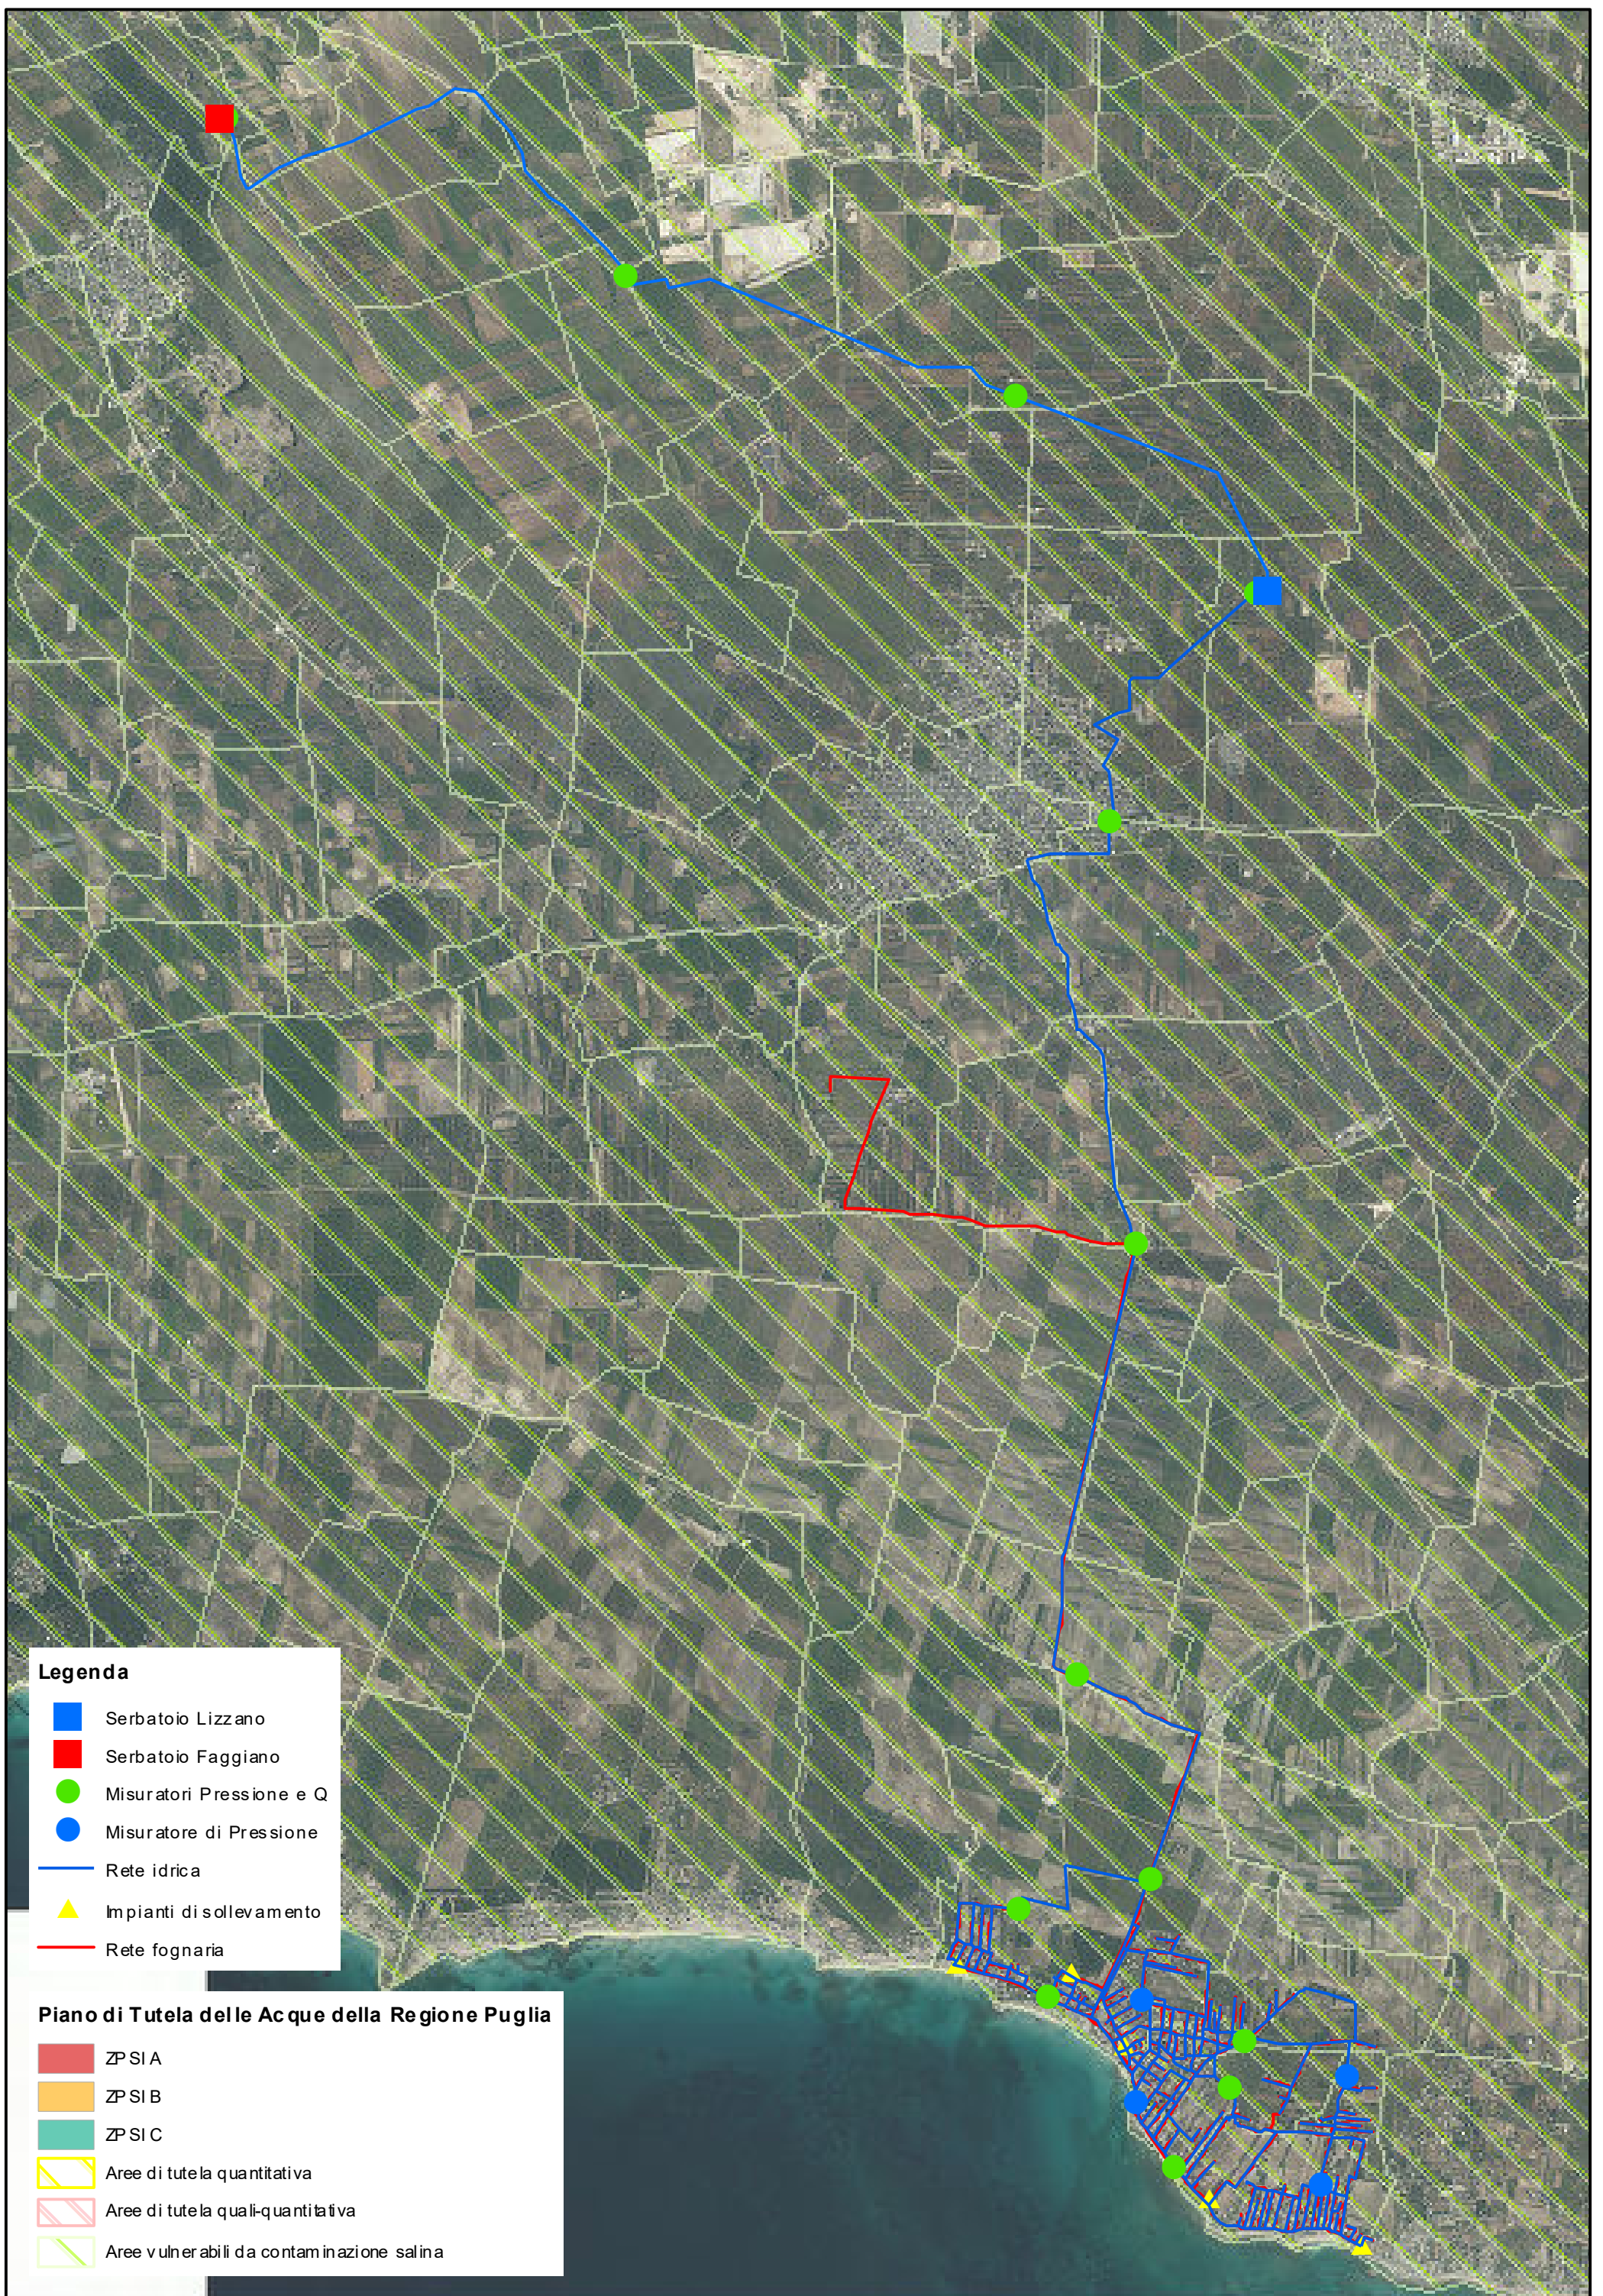 Legenda
Serbatoio Lizzano
Serbatoio Faggiano
Misuratori Pressione e Q
Misuratore di Pressione
Rete idrica
Impianti di sollevamento
Rete fognaria
Piano di Tutela delle Acque della Regione Puglia
ZPSI A
ZPSI B
ZPSI C
Aree di tutela quantitativa
Aree di tutela quali-quantitativa
Aree vulnerabili da contaminazione salina